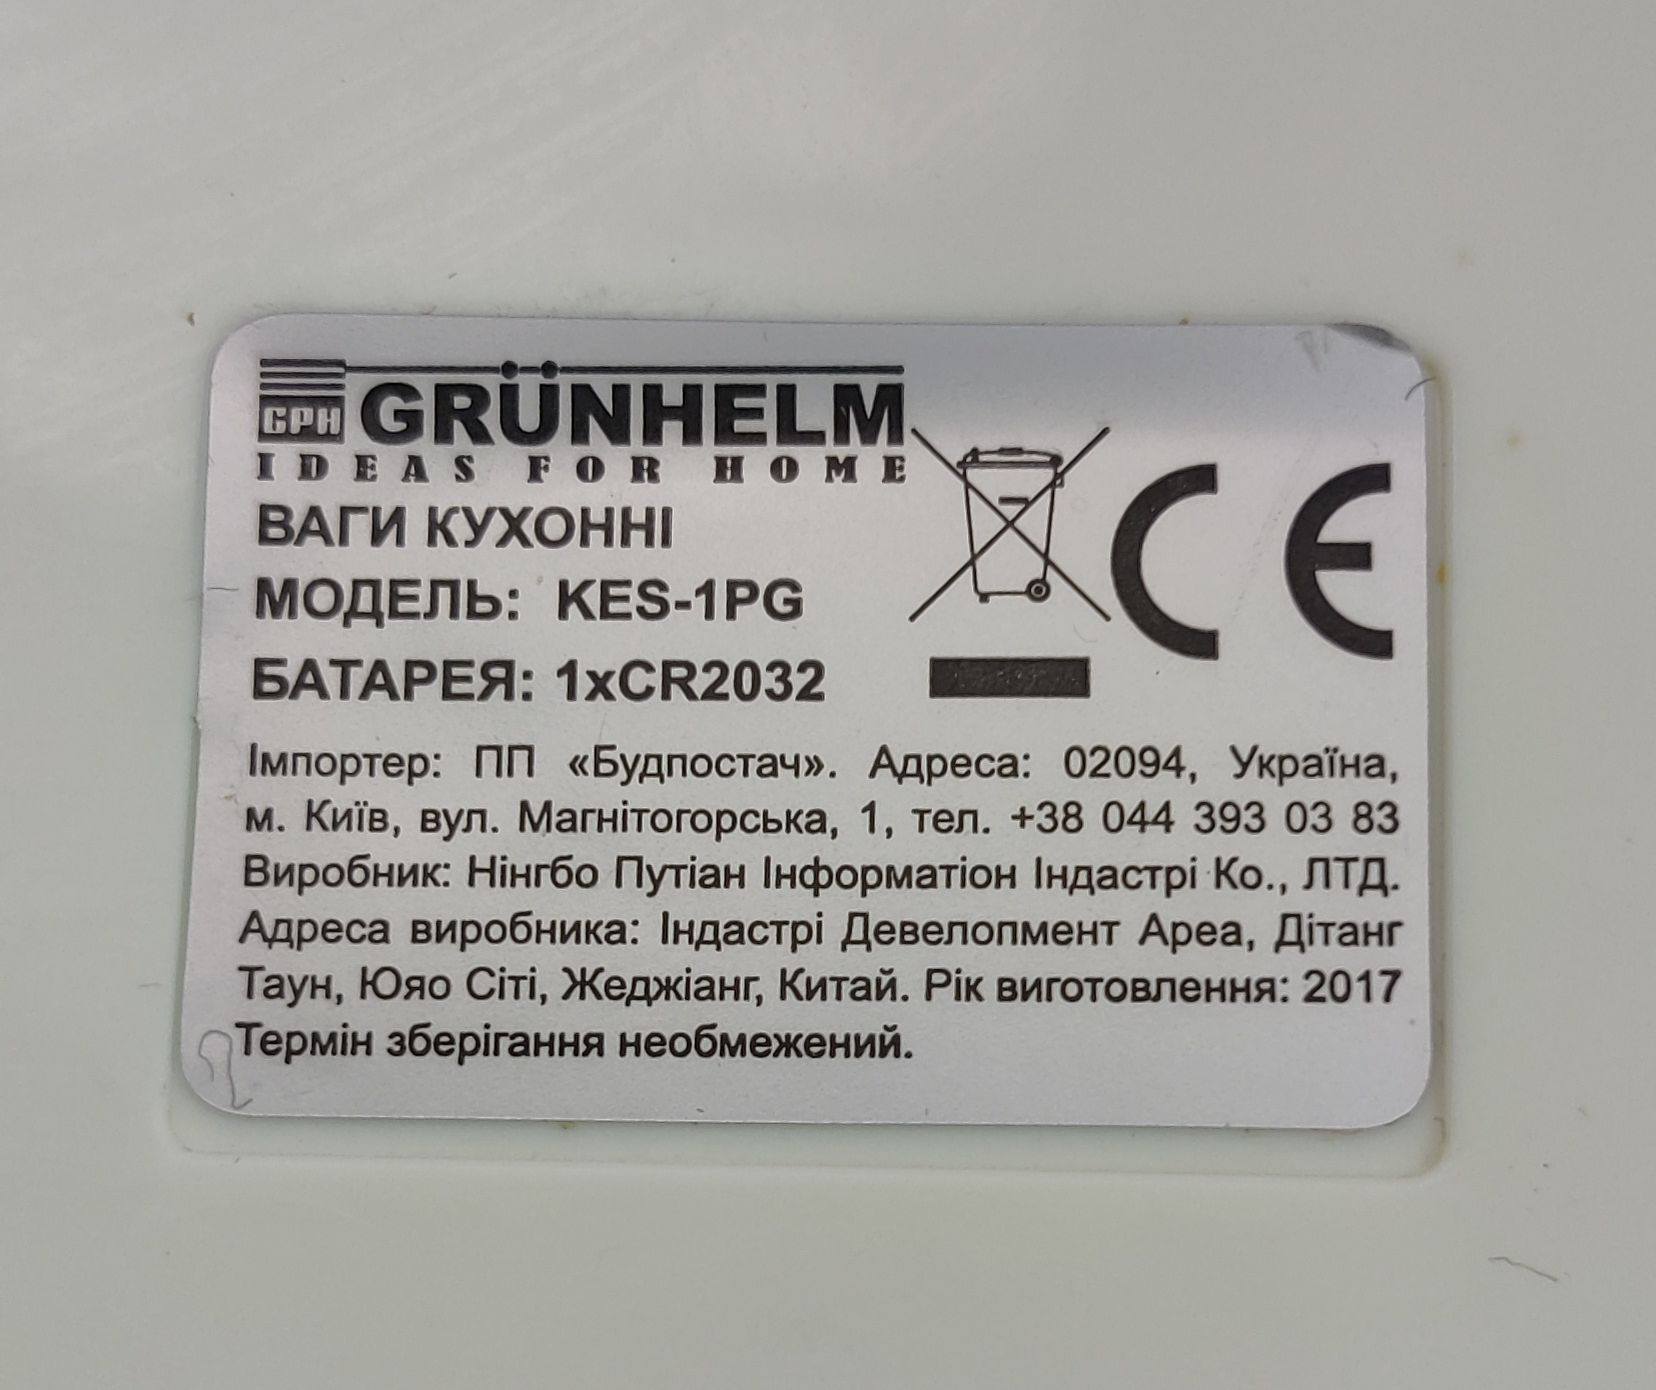 GPH GRÜNHELM
IDEAS FOR HOME
ВАГИ КУХОННІ
МОДЕЛЬ: KES-1PG
БАТАРЕЯ: 1xCR2032
CE
Імпортер: ПП «Будпостач». Адреса: 02094, Україна,
м. Київ, вул. Магнітогорська, 1, тел. +38 044 393 03 83
Виробник: Нінгбо Путіан Інформатіон Індастрі Ко., ЛТД.
Адреса виробника: Індастрі Девелопмент Ареа, Дітанг
Таун, Юяо Сіті, Жеджіанг, Китай. Рік виготовлення: 2017
Термін зберігання необмежений.